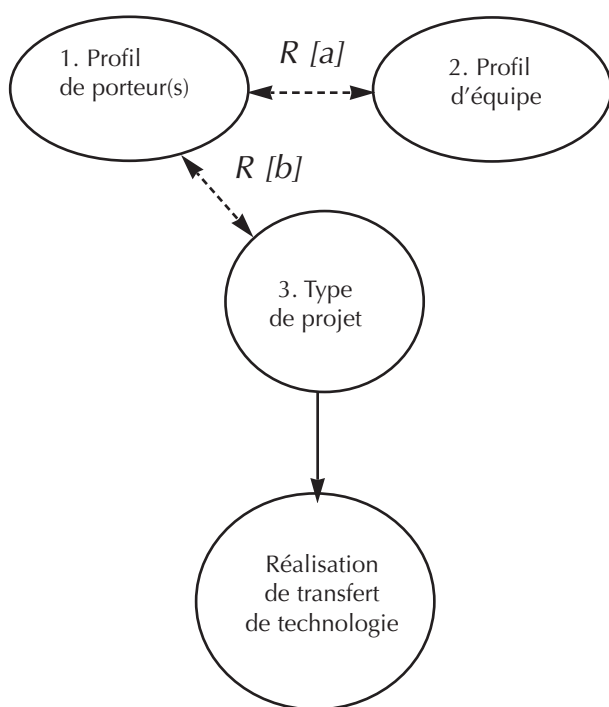 1. Profil
de porteur(s)
R [a]
2. Profil
d'équipe
R [b]
3. Type
de projet
Réalisation
de transfert
de technologie